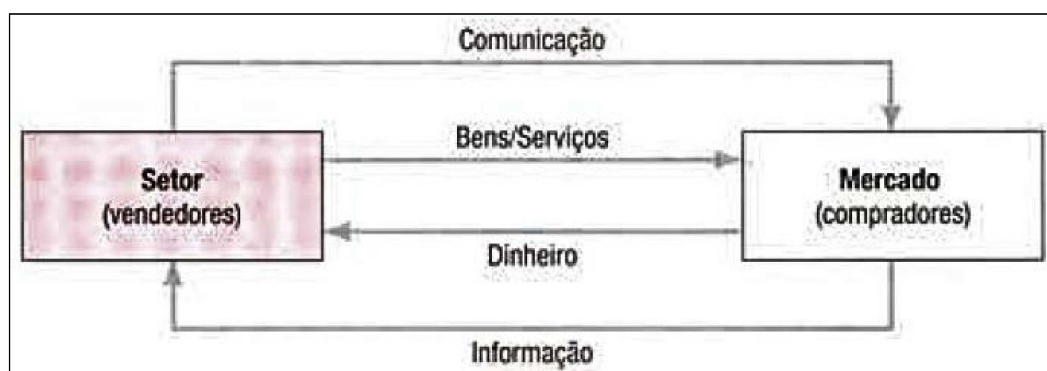 Comunicação
Bens/Serviços
Setor
(vendedores)
Mercado
(compradores)
Dinheiro
Informação